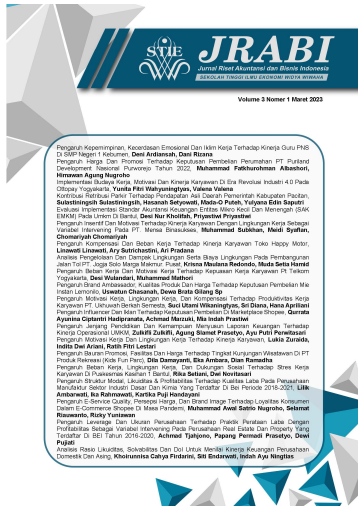 STIE
JRABI
Jurnal Riset Akuntansi dan Bisnis Indonesia
SEKOLAH TINGGI ILMU EKONOMI WIDYA WIWAHA
Volume 3 Nomer 1 Maret 2023
Pengaruh Kepemimpinan, Kecerdasan Emosional Dan Iklim Kerja Terhadap Kinerja Guru PNS
Di SMP Negeri 1 Kebumen, Deni Ardiansah, Dani Rizana
Pengaruh Harga Dan Promosi Terhadap Keputusan Pembelian Perumahan PT Puriland
Development Nasional Purworejo Tahun 2022, Muhammad Fatkhurohman Albashori,
Himawan Agung Nugroho
Implementasi Budaya Kerja, Motivasi Dan Kinerja Karyawan Di Era Revolusi Industri 4.0 Pada
Ottopay Yogyakarta, Yunita Fitri Wahyuningtyas, Valena Valena
Kontribusi Retribusi Parkir Terhadap Pendapatan Asli Daerah Pemerintah Kabupaten Pacitan,
Sulastiningsih Sulastiningsih, Hasanah Setyowati, Mada-O Puteh, Yulyana Edin Saputri
Evaluasi Implementasi Standar Akuntansi Keuangan Entitas Mikro Kecil Dan Menengah (SAK
EMKM) Pada Umkm Di Bantul, Desi Nur Kholifah, Priyastiwi Priyastiwi
Pengaruh Insentif Dan Motivasi Terhadap Kinerja Karyawan Dengan Lingkungan Kerja Sebagai
Variabel Intervening Pada PT. Mensa Binasukses, Muhammad Subkhan, Meidi Syaflan,
Chomariyah Chomariyah
Pengaruh Kompensasi Dan Beban Kerja Terhadap Kinerja Karyawan Toko Happy Motor,
Linawati Linawati, Ary Sutrischastini, Ari Pradana
Analisis Pengelolaan Dan Dampak Lingkungan Serta Biaya Lingkungan Pada Pembangunan
Jalan Tol PT. Jogja Solo Marga Makmur. Pusat, Krisna Maulana Redondo, Muda Setia Hamid
Pengaruh Beban Kerja Dan Motivasi Kerja Terhadap Kepuasan Kerja Karyawan Pt Telkom
Yogyakarta, Desi Wulandari, Muhammad Mathori
Pengaruh Brand Ambassador, Kualitas Produk Dan Harga Terhadap Keputusan Pembelian Mie
Instan Lemonilo, Uswatun Chasanah, Dewa Brata Giliang Sp
Pengaruh Motivasi Kerja, Lingkungan Kerja, Dan Kompensasi Terhadap Produktivitas Kerja
Karyawan PT. Ukhuwah Berkah Semesta, Suci Utami Wikaningtyas, Sri Diana, Hana Apriliani
Pengaruh Influencer Dan Iklan Terhadap Keputusan Pembelian Di Marketplace Shopee, Qurrata
Ayunina Ciptantri Hadipranata, Achmad Marzuki, Mia Indah Prastiwi
Pengaruh Jenjang Pendidikan Dan Kemampuan Menyusun Laporan Keuangan Terhadap
Kinerja Operasional UMKM, Zulkifli Zulkifli, Agung Slamet Prasetyo, Ayu Putri Perwitasari
Pengaruh Motivasi Kerja Dan Lingkungan Kerja Terhadap Kinerja Karyawan, Lukia Zuraida,
Indita Dwi Ariani, Ratih Fitri Lestari
Pengaruh Bauran Promosi, Fasilitas Dan Harga Terhadap Tingkat Kunjungan Wisatawan Di PT
Produk Rekreasi (Kids Fun Parc), Dila Damayanti, Eka Ambara, Dian Ramadha
Pengaruh Beban Kerja, Lingkungan Kerja, Dan Dukungan Sosial Terhadap Stres Kerja
Karyawan Di Puskesmas Kasihan 1 Bantul, Rika Setiani, Dwi Novitasari
Pengaruh Struktur Modal, Likuiditas & Profitabilitas Terhadap Kualitas Laba Pada Perusahaan
Manufaktur Sektor Industri Dasar Dan Kimia Yang Terdaftar Di Bei Periode 2018-2021, Lilik
Ambarwati, Ika Rahmawati, Kartika Puji Handayani
Pengaruh E-Service Quality, Persepsi Harga, Dan Brand Image Terhadap Loyalitas Konsumen
Dalam E-Commerce Shopee Di Masa Pandemi, Muhammad Awal Satrio Nugroho, Selamat
Riauwanto, Rizky Yuniawan
Pengaruh Leverage Dan Ukuran Perusahaan Terhadap Praktik Perataan Laba Dengan
Profitabilitas Sebagai Variabel Intervening Pada Perusahaan Real Estate Dan Property Yang
Terdaftar Di BEI Tahun 2016-2020, Achmad Tjahjono, Papang Permadi Prasetyo, Dewi
Pujiati
Analisis Rasio Likuiditas, Solvabilitas Dan Dol Untuk Menilai Kinerja Keuangan Perusahaan
Domestik Dan Asing, Khoirunnisa Cahya Firdarini, Siti Endarwati, Indah Ayu Ningtias